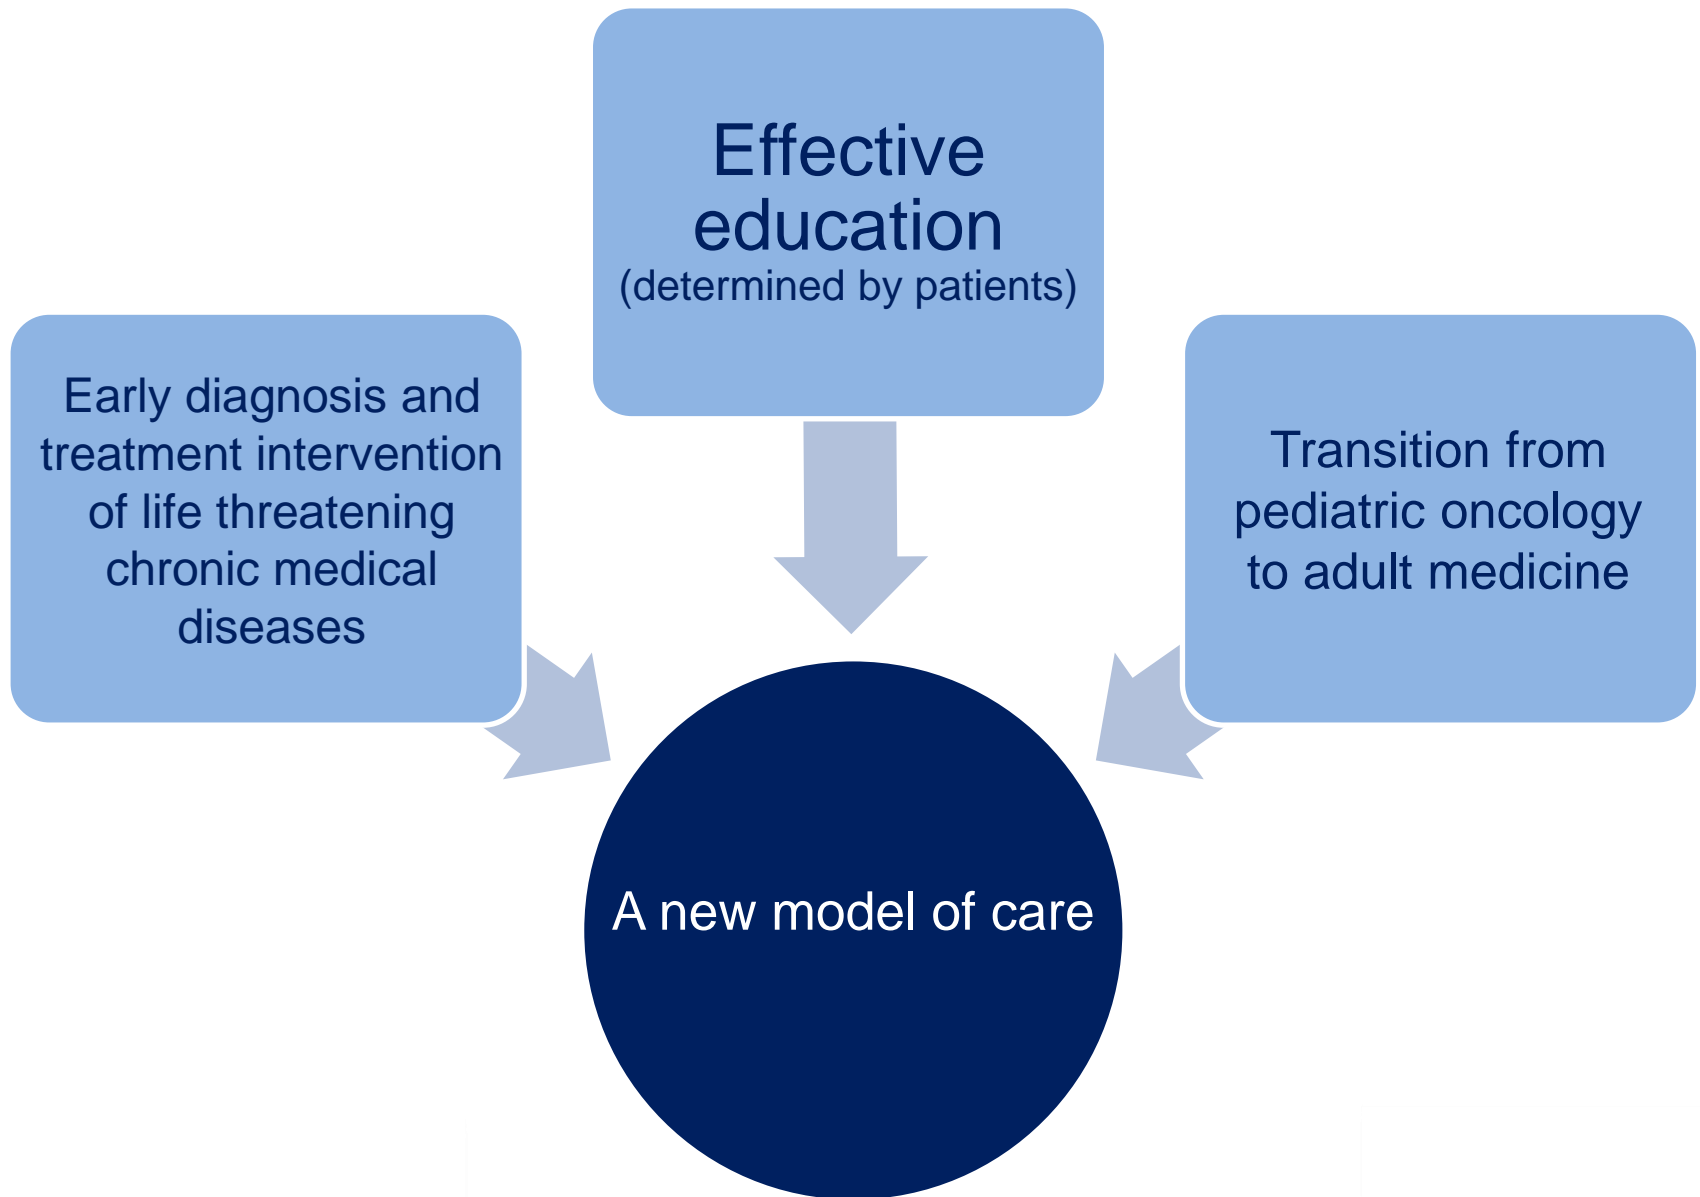 Effective
education
(determined by patients)
Early diagnosis and
treatment intervention
of life threatening
chronic medical
diseases
Transition from
pediatric oncology
to adult medicine
A new model of care